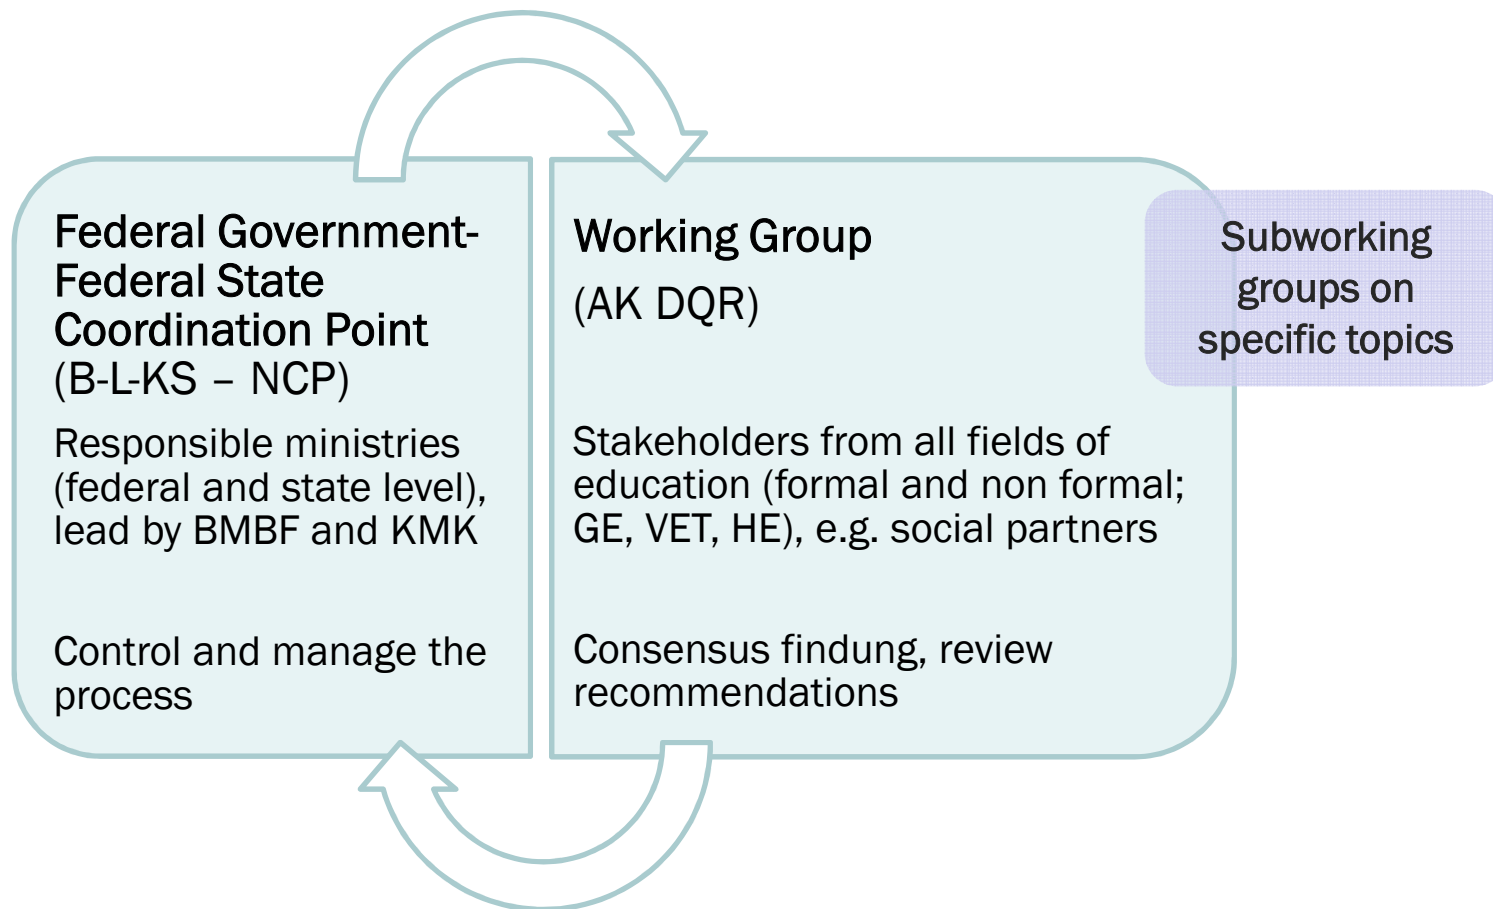 Federal Government-
Federal State
Coordination Point
(B-L-KS – NCP)
Responsible ministries
(federal and state level),
lead by BMBF and KMK
Control and manage the
process
Working Group
(AK DQR)
Stakeholders from all fields of
education (formal and non formal;
GE, VET, HE), e.g. social partners
Consensus findung, review
recommendations
Subworking
groups on
specific topics